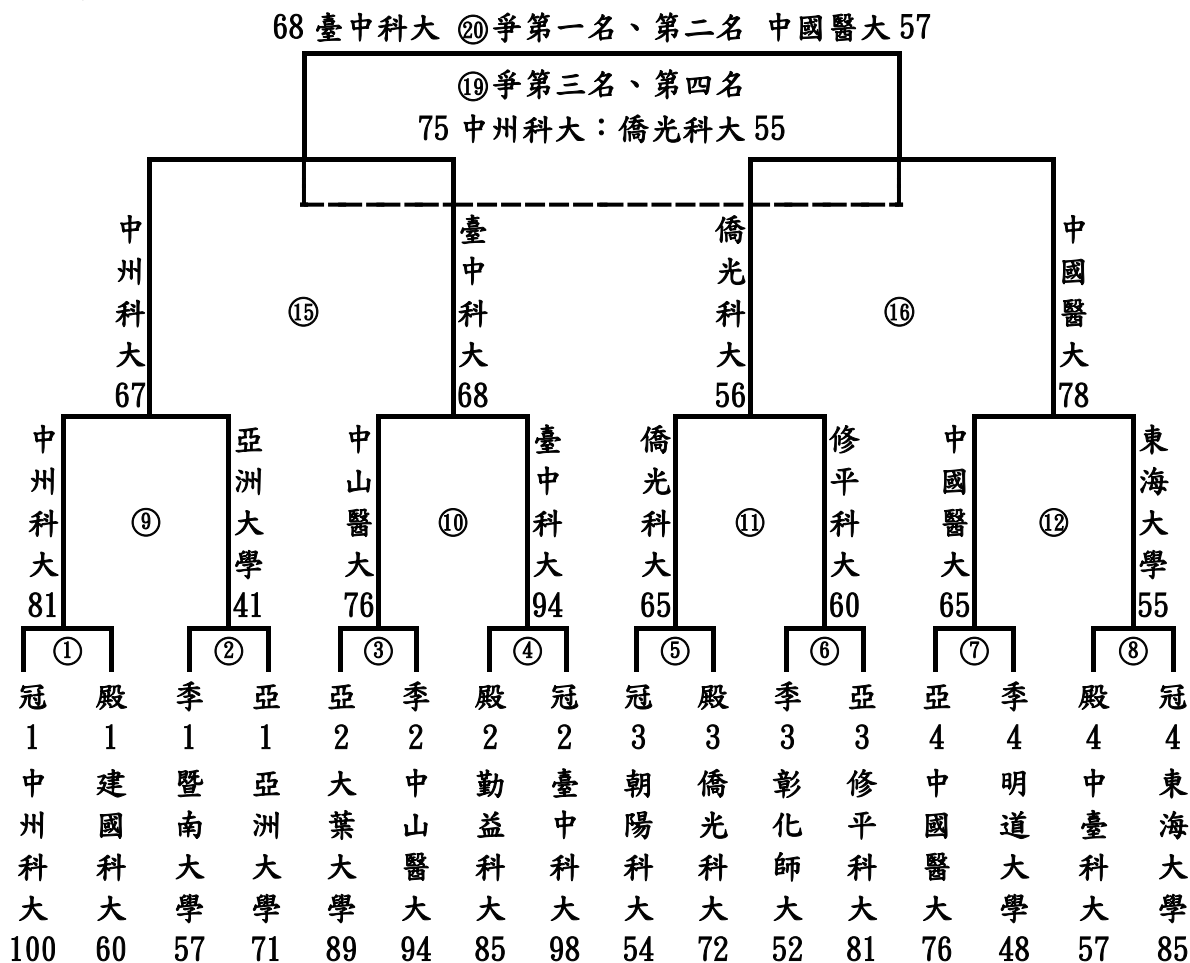 68 臺中科大 ⑳爭第一名、第二名 中國醫大 57
⑲爭第三名、第四名
75 中州科大：僑光科大 55
中州科大
67
⑮
臺中科大
68
僑光科大
56
⑯
中國醫大
78
中州科大
81
⑨
亞洲大學
41
中山醫大
76
⑩
臺中科大
94
僑光科大
65
⑪
修平科大
60
中國醫大
65
⑫
東海大學
55
① ② ③ ④ ⑤ ⑥ ⑦ ⑧
冠 殿 季 亞 亞 季 殿 冠 冠 殿 季 亞 亞 季 殿 冠
1 1 1 1 2 2 2 2 3 3 3 3 4 4 4 4
中州科大
建國科大
暨南大學
亞洲大學
大葉大學
中山醫大
勤益科大
臺中科大
朝陽科大
僑光科大
彰化師大
修平科大
中國醫大
明道大學
中臺科大
東海大學
100 60 57 71 89 94 85 98 54 72 52 81 76 48 57 85